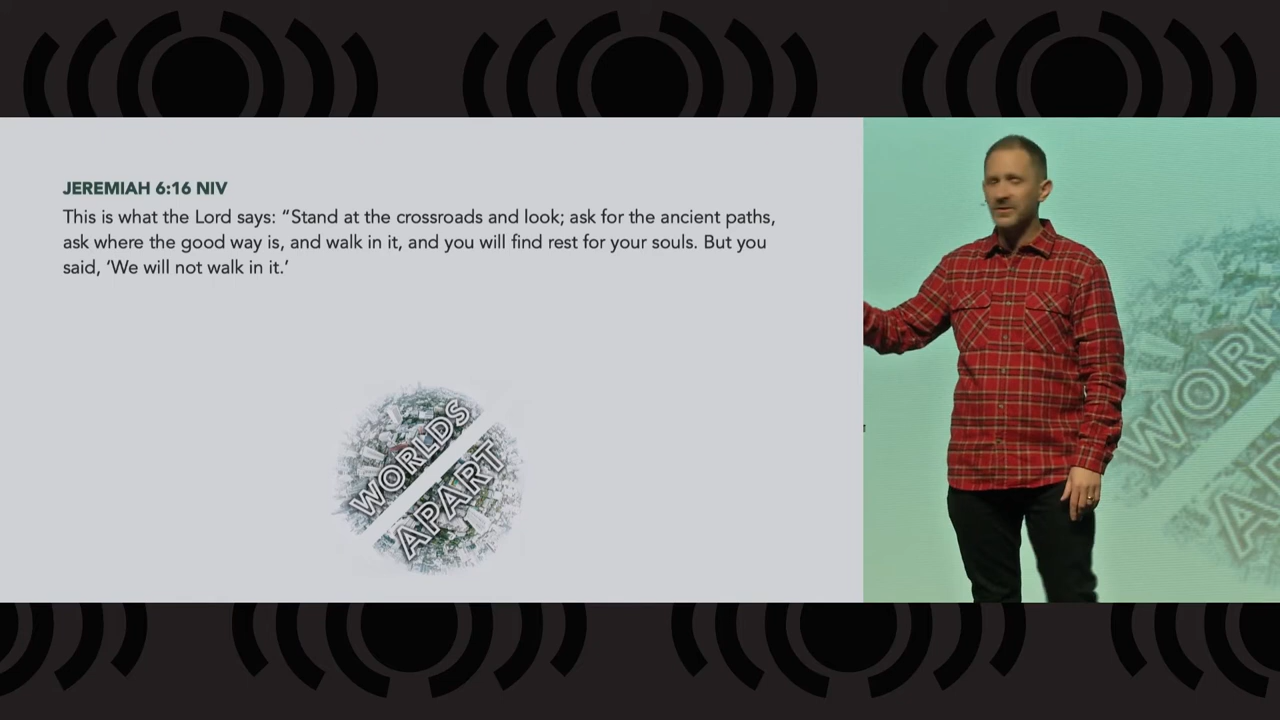 JEREMIAH 6:16 NIV
This is what the Lord says: “Stand at the crossroads and look; ask for the ancient paths,
ask where the good way is, and walk in it, and you will find rest for your souls. But you
said, ‘We will not walk in it.’
WORLDS
APART